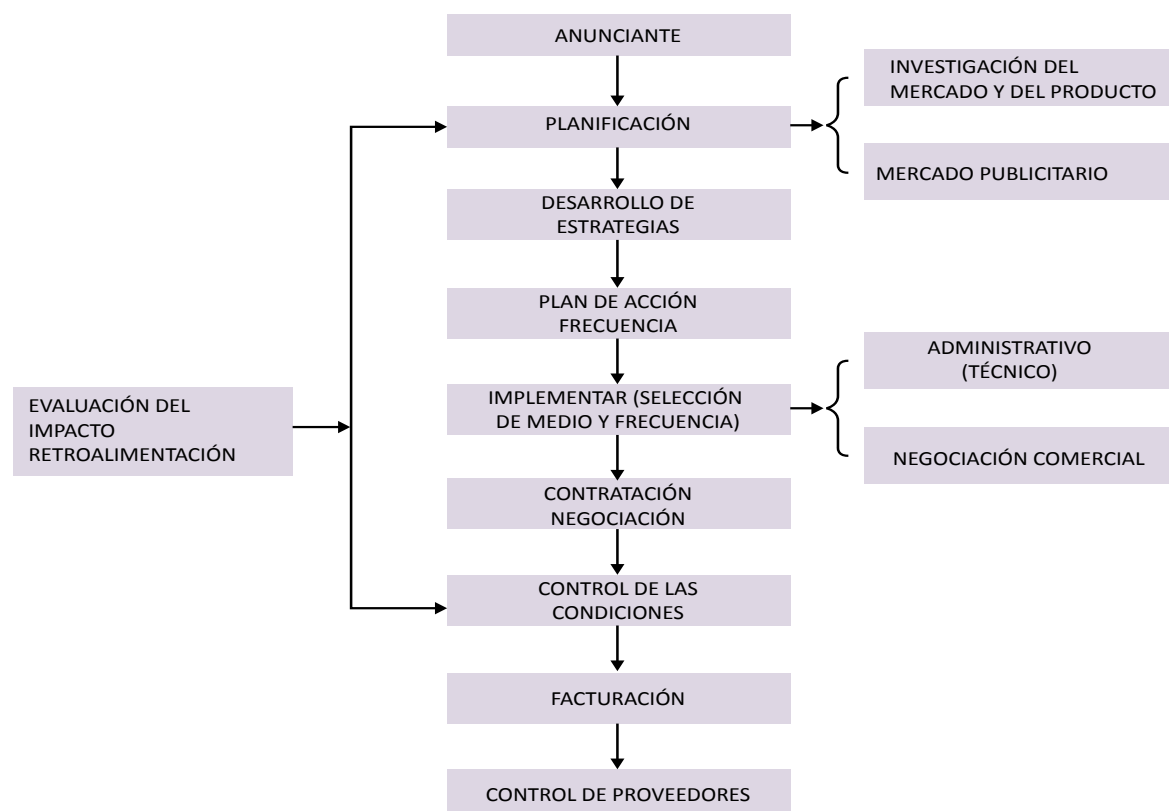 ANUNCIANTE
INVESTIGACIÓN DEL
MERCADO Y DEL PRODUCTO
PLANIFICACIÓN
MERCADO PUBLICITARIO
DESARROLLO DE
ESTRATEGIAS
PLAN DE ACCIÓN
FRECUENCIA
ADMINISTRATIVO
(TÉCNICO)
IMPLEMENTAR (SELECCIÓN
DE MEDIO Y FRECUENCIA)
EVALUACIÓN DEL
IMPACTO
RETROALIMENTACIÓN
NEGOCIACIÓN COMERCIAL
CONTRATACIÓN
NEGOCIACIÓN
CONTROL DE LAS
CONDICIONES
FACTURACIÓN
CONTROL DE PROVEEDORES